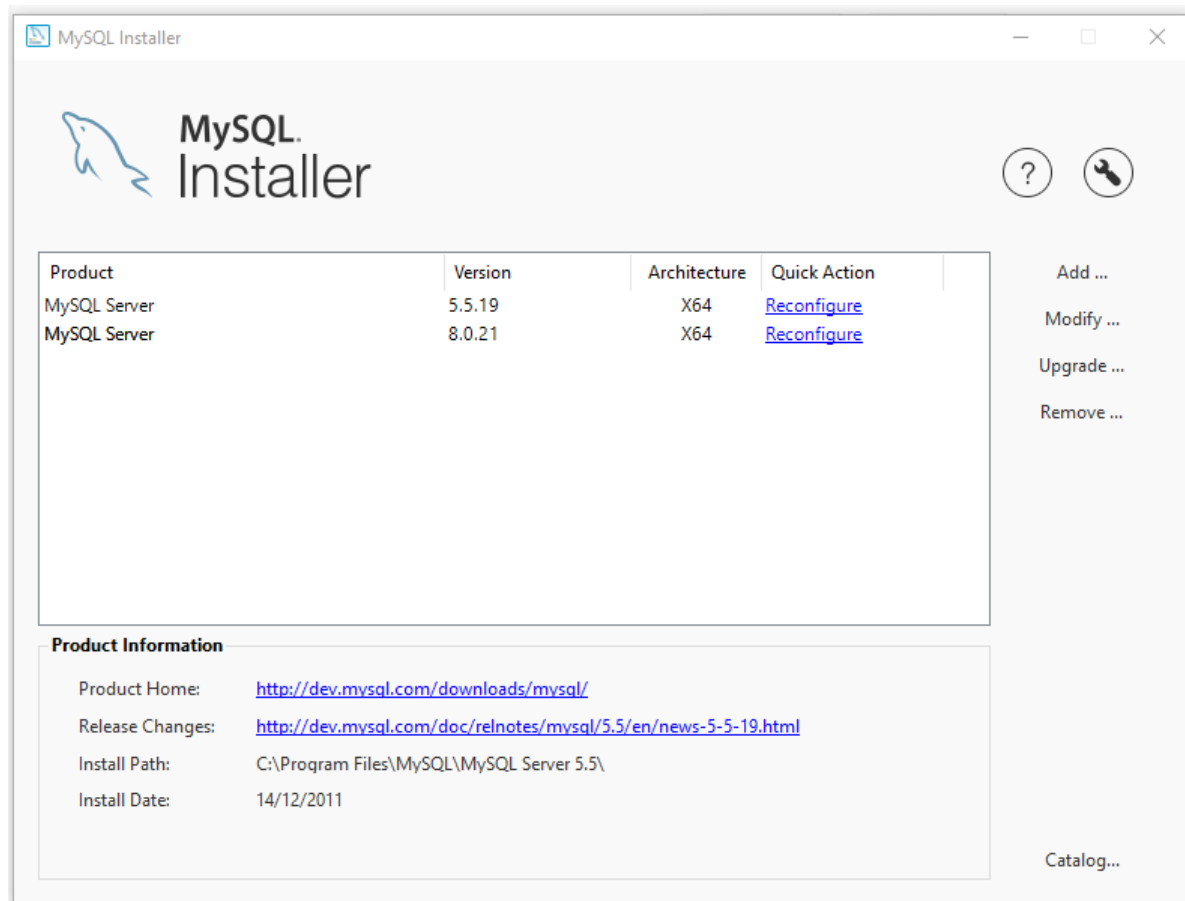 MySQL Installer
MySQL.
Installer
?
Product Version Architecture Quick Action
MySQL Server 5.5.19 X64 Reconfigure
MySQL Server 8.0.21 X64 Reconfigure
Add ...
Modify ...
Upgrade ...
Remove ...
Product Information
Product Home: http://dev.mysql.com/downloads/mysql/
Release Changes: http://dev.mysql.com/doc/relnotes/mysql/5.5/en/news-5-5-19.html
Install Path: C:\Program Files\MySQL\MySQL Server 5.5\
Install Date: 14/12/2011
Catalog...